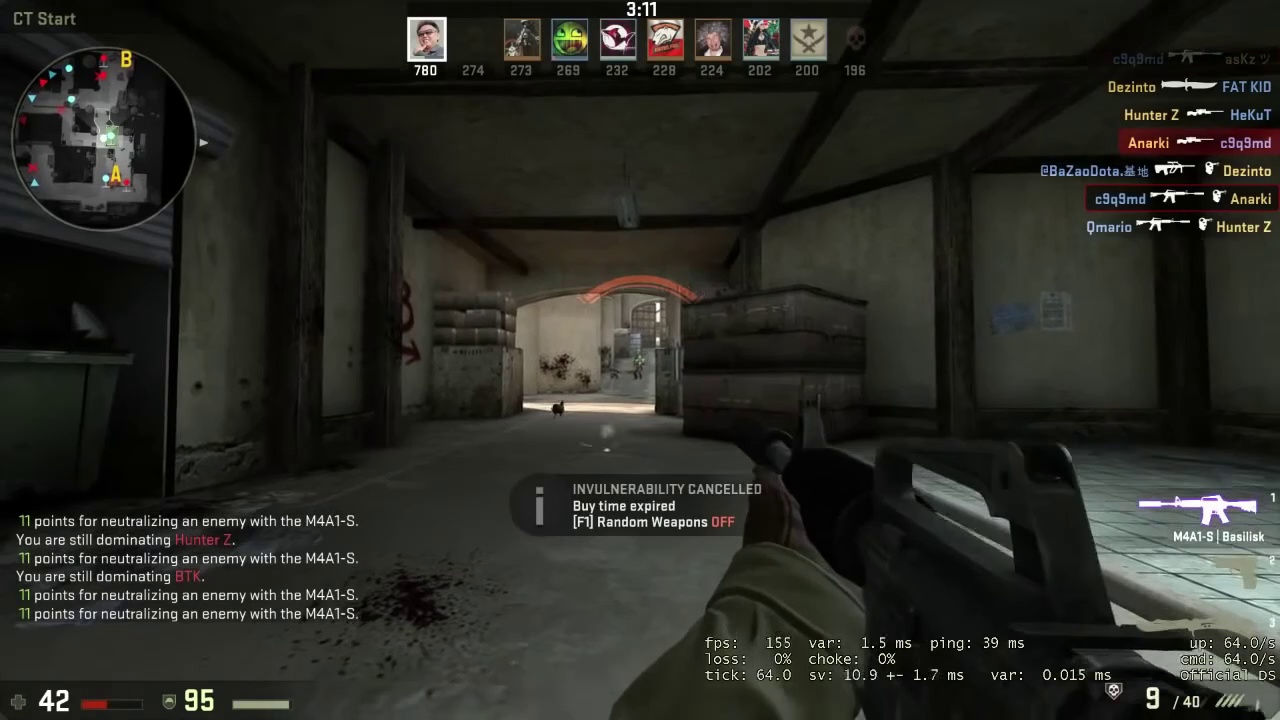 CT Start
3:11
780 274 273 269 232 228 224 202 200 196
B
A
c9q9md asKz ツ
Dezinto FAT KID
Hunter Z HeKuT
Anarki c9q9md
@BaZaoDota.基地 Dezinto
c9q9md Anarki
Qmario Hunter Z
INVULNERABILITY CANCELLED
Buy time expired
[F1] Random Weapons OFF
1
M4A1-S | Basilisk
2
3
11 points for neutralizing an enemy with the M4A1-S.
You are still dominating Hunter Z.
11 points for neutralizing an enemy with the M4A1-S.
You are still dominating BTK.
11 points for neutralizing an enemy with the M4A1-S.
11 points for neutralizing an enemy with the M4A1-S.
fps: 155 var: 1.5 ms ping: 39 ms up: 64.0/s
loss: 0% choke: 0% cmd: 64.0/s
tick: 64.0 sv: 10.9 +- 1.7 ms var: 0.015 ms Official DS
42 95 9 / 40